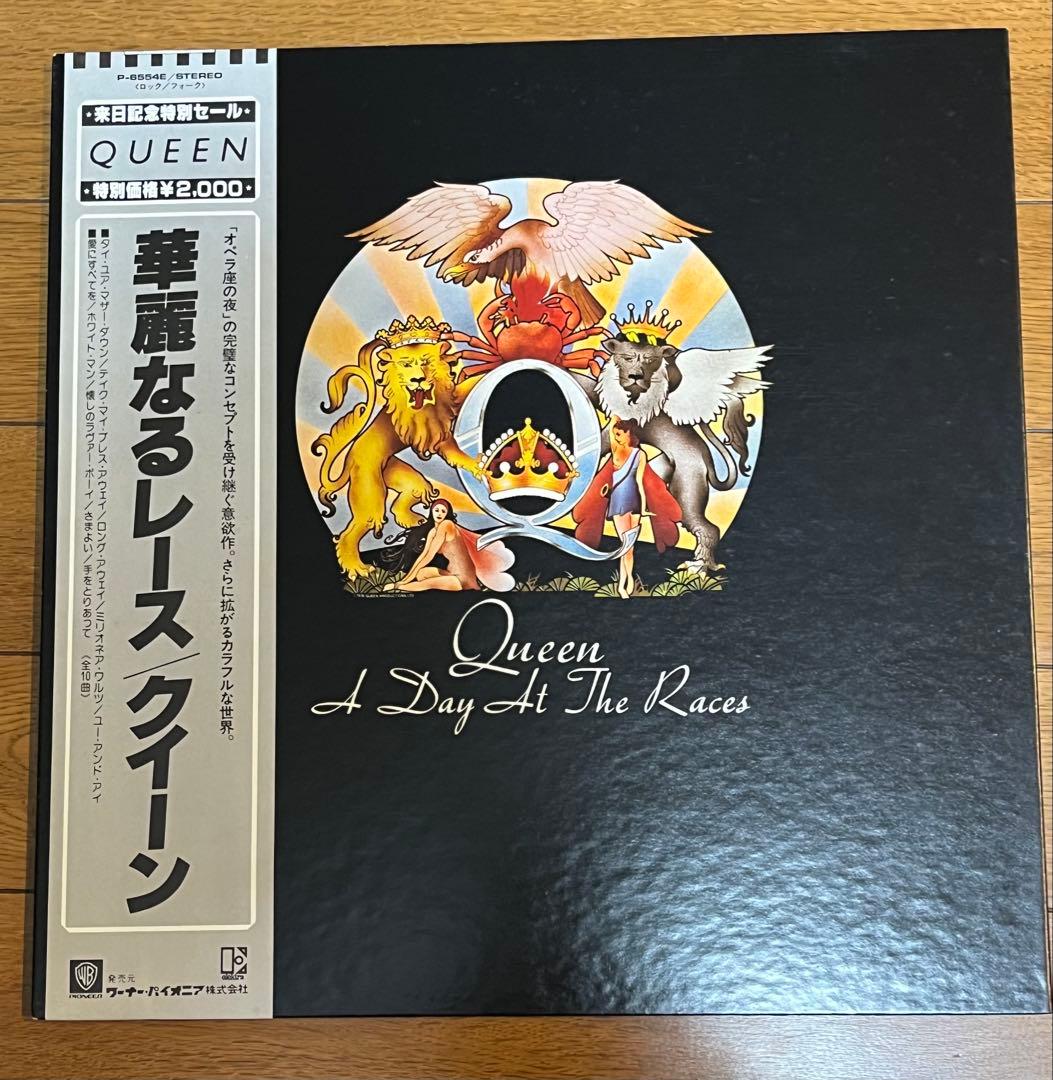 P-6554E/STEREO
〈ロック/フォーク〉
★来日記念特別セール★
QUEEN
★特別価格¥2,000★
「オペラ座の夜」の完璧なコンセプトを受け継ぐ意欲作。さらに拡がるカラフルな世界。
華麗なるレース/クイーン
■タイ・ユア・マザー・ダウン/テイク・マイ・ブレス・アウェイ/ロング・アウェイ/ミリオネア・ワルツ/ユー・アンド・アイ
■愛にすべてを/ホワイト・マン/懐しのラヴァー・ボーイ/さまよい/手をとりあって 〈全10曲〉
WB
PIONEER
発売元
ワーナー・パイオニア株式会社
elektra
Q
Queen
A Day At The Races